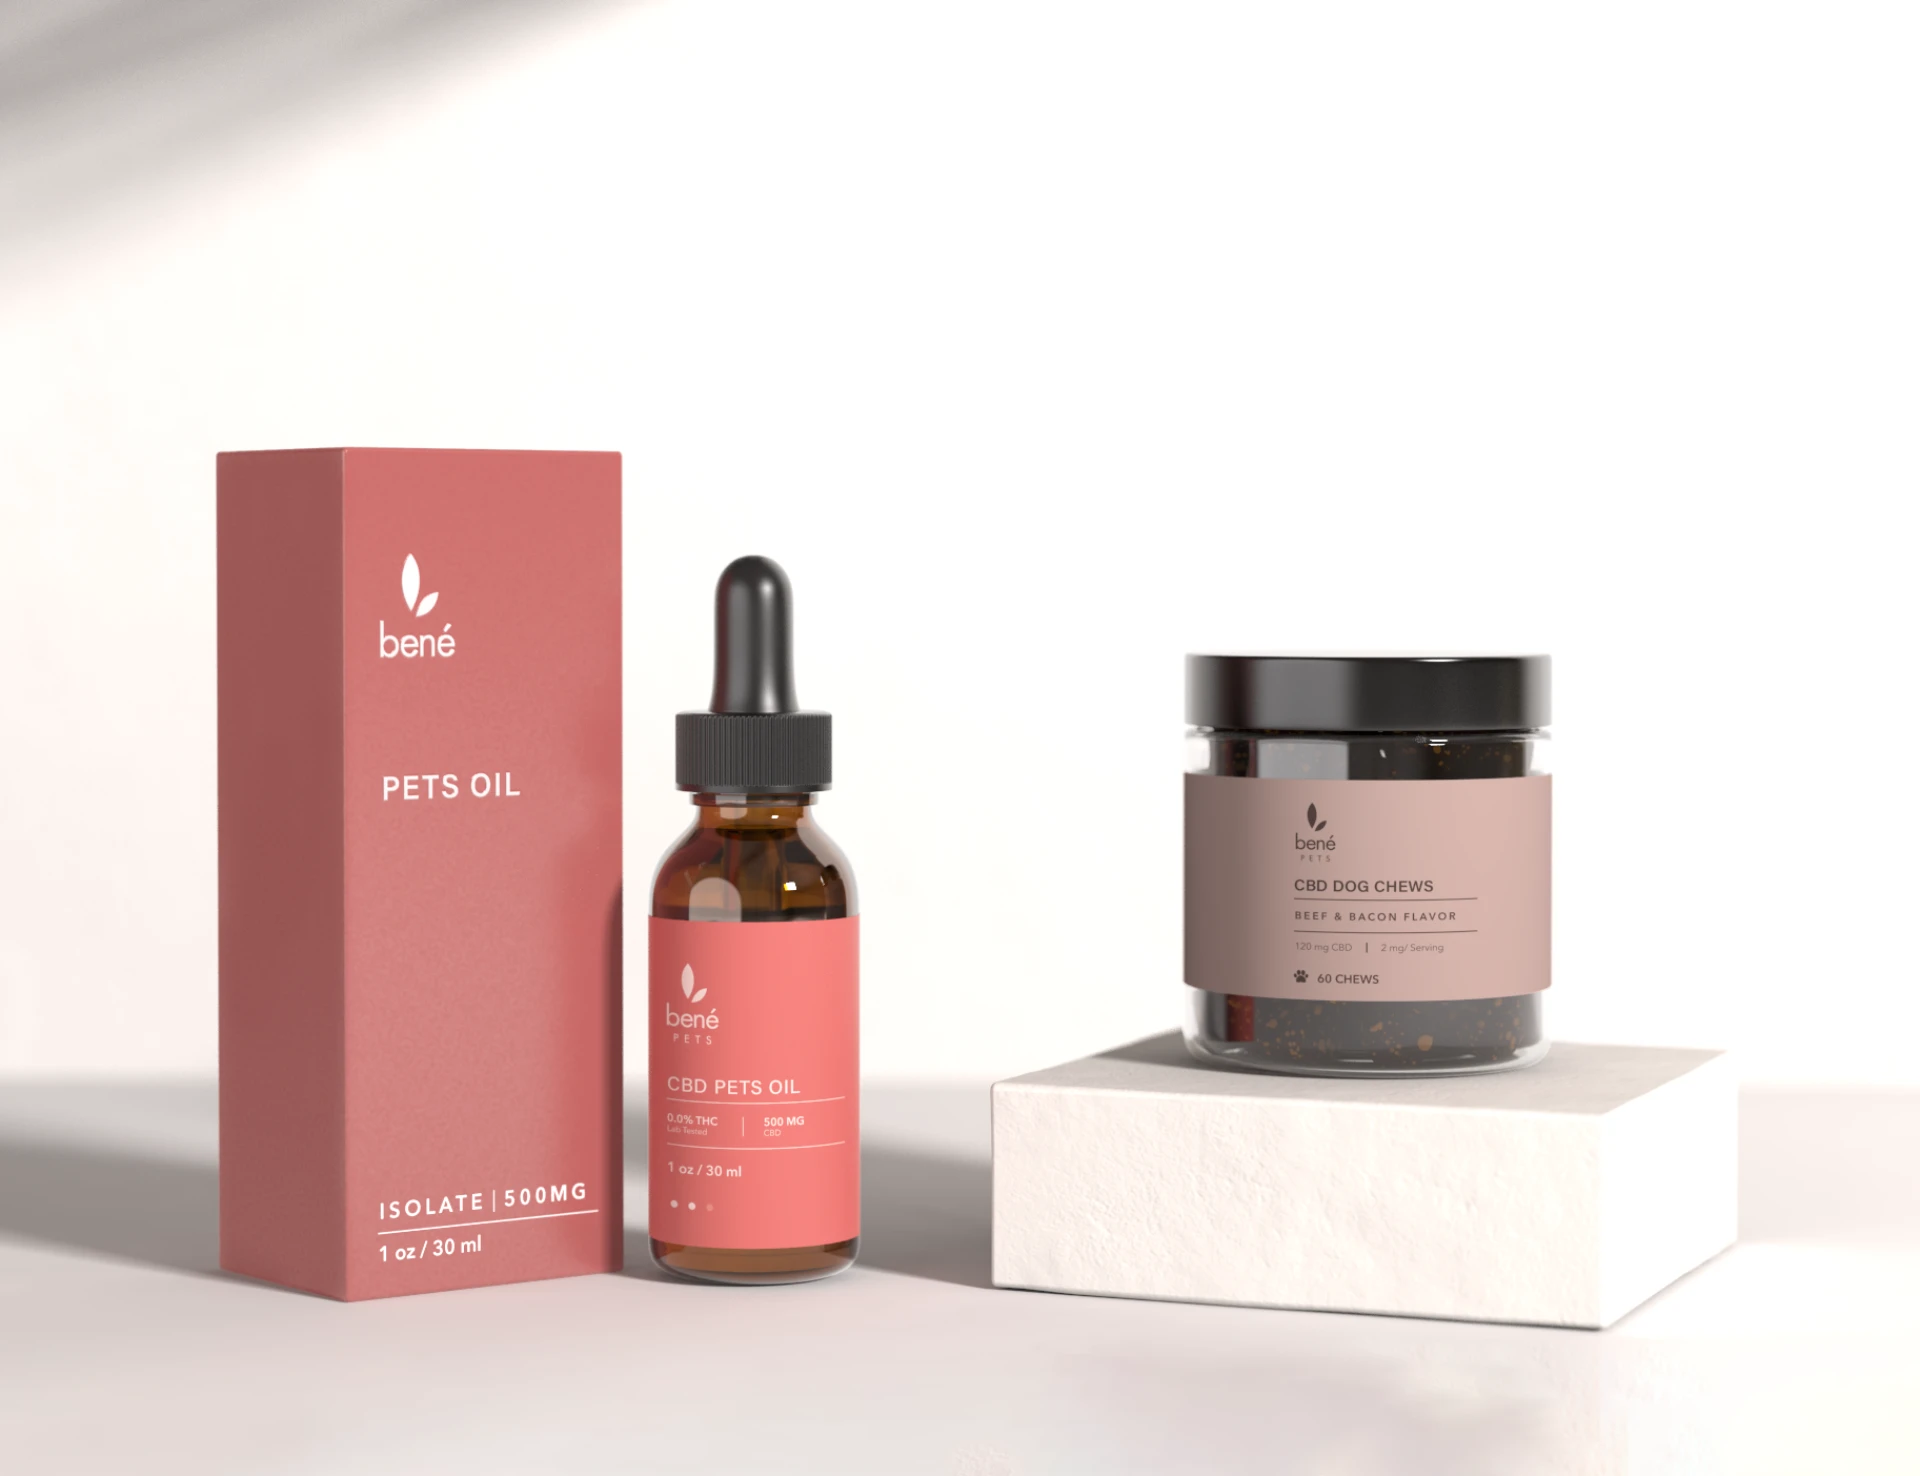 bené
PETS OIL
ISOLATE | 500MG
1 oz / 30 ml
bené
PETS
CBD PETS OIL
0.0% THC | 500 MG
Lab Tested CBD
1 oz / 30 ml
bené
PETS
CBD DOG CHEWS
BEEF & BACON FLAVOR
120 mg CBD | 2 mg/ Serving
60 CHEWS